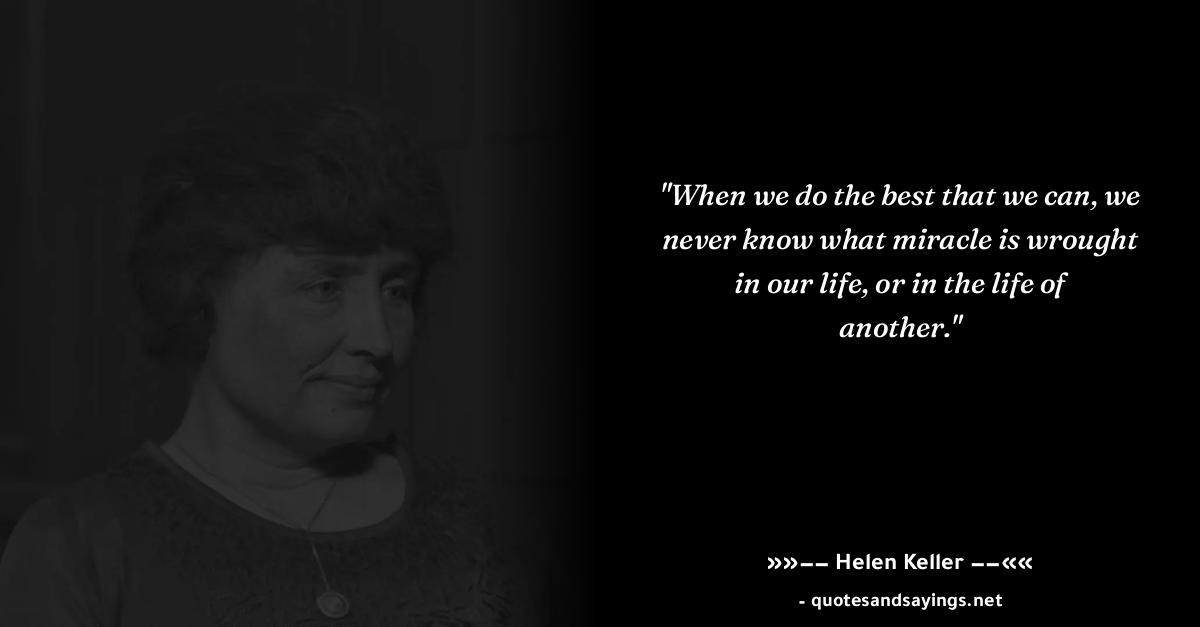 "When we do the best that we can, we
never know what miracle is wrought
in our life, or in the life of
another."
»»−− Helen Keller −−««
- quotesandsayings.net